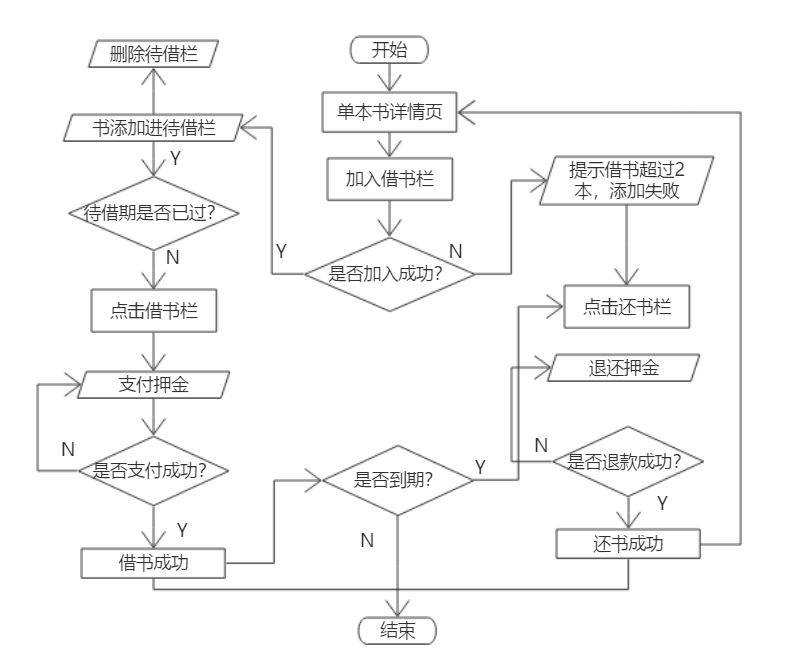 开始
删除待借栏
单本书详情页
书添加进待借栏
Y
加入借书栏
提示借书超过2
本，添加失败
待借期是否已过?
N
Y
是否加入成功?
N
点击借书栏
点击还书栏
支付押金
退还押金
N
是否支付成功?
是否到期?
Y
N
是否退款成功?
Y
Y
N
借书成功
还书成功
结束